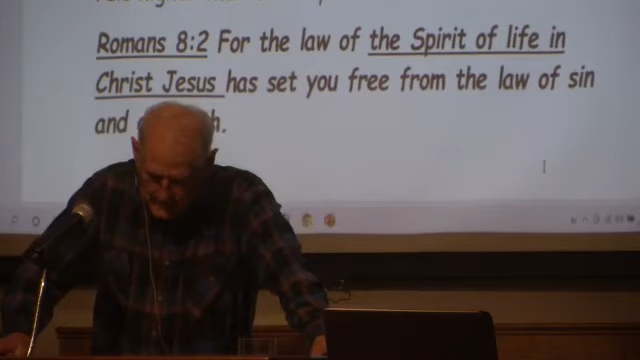 Romans 8:2 For the law of the Spirit of life in
Christ Jesus has set you free from the law of sin
and h.